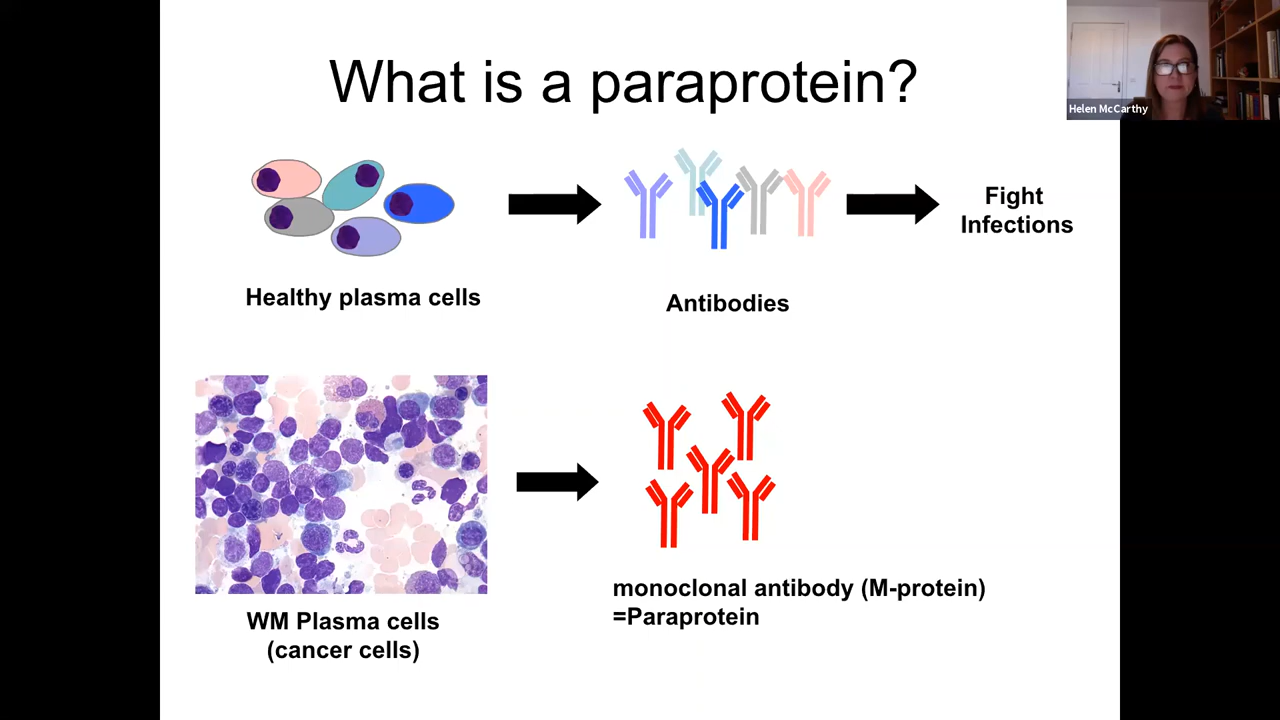 What is a paraprotein?
Helen McCarthy
Fight
Infections
Healthy plasma cells
Antibodies
monoclonal antibody (M-protein)
=Paraprotein
WM Plasma cells
(cancer cells)